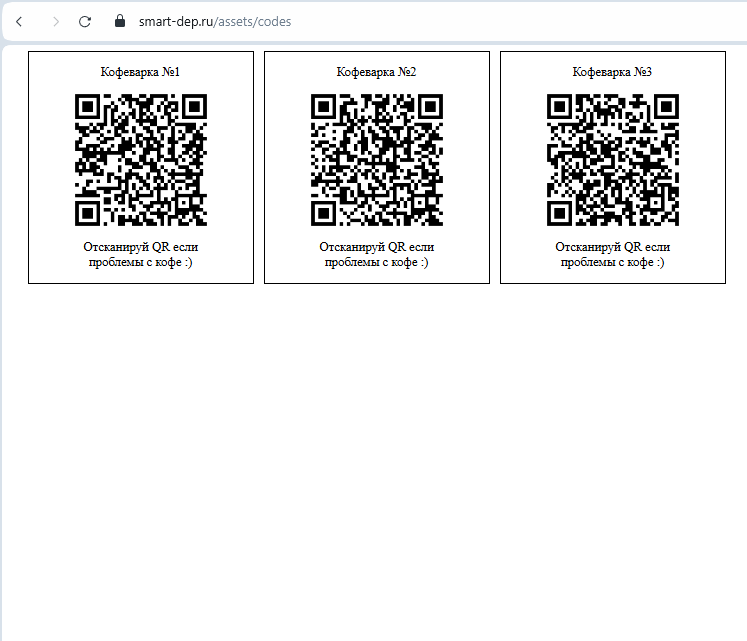 smart-dep.ru/assets/codes
Кофеварка №1
Отсканируй QR если
проблемы с кофе :)
Кофеварка №2
Отсканируй QR если
проблемы с кофе :)
Кофеварка №3
Отсканируй QR если
проблемы с кофе :)